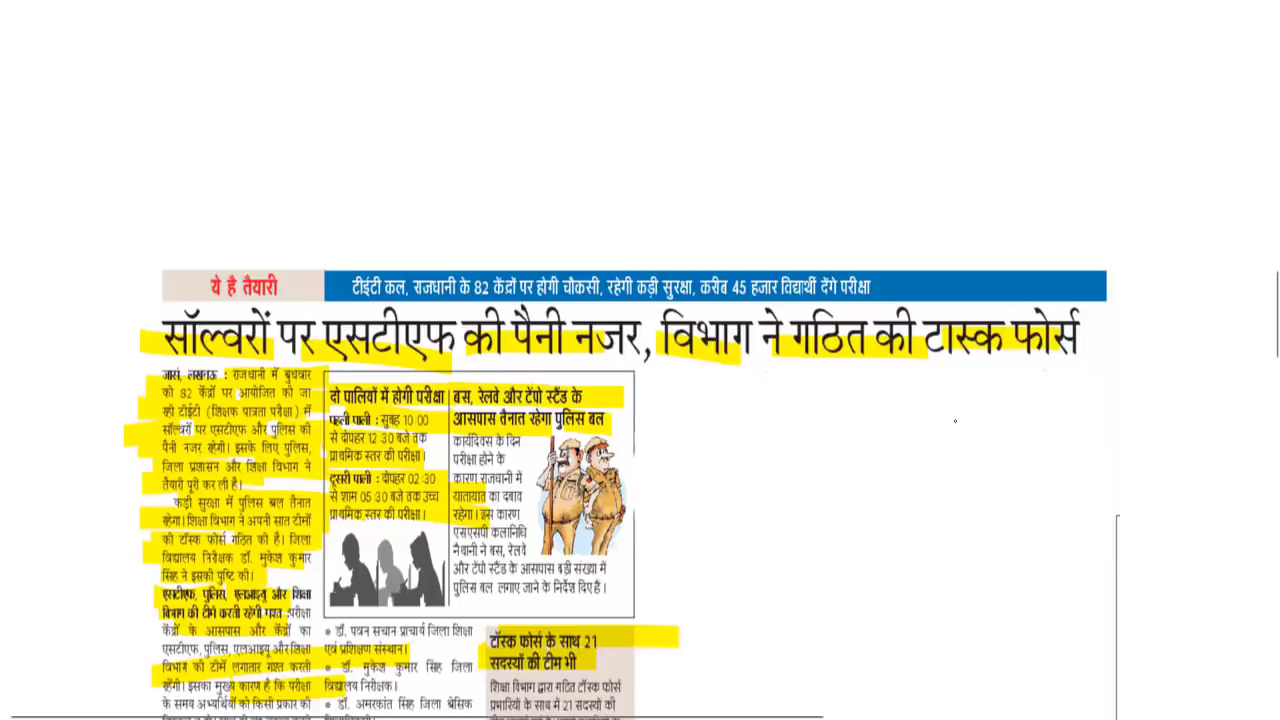 ये है तैयारी
टीईटी कल, राजधानी के 82 केंद्रों पर होगी चौकसी, रहेगी कड़ी सुरक्षा, करीब 45 हजार विद्यार्थी देंगे परीक्षा
सॉल्वरों पर एसटीएफ की पैनी नजर, विभाग ने गठित की टास्क फोर्स
जासं, लखनऊ : राजधानी में बुधवार
को 82 केंद्रों पर आयोजित की जा
रही टीईटी (शिक्षक पात्रता परीक्षा) में
सॉल्वरों पर एसटीएफ और पुलिस की
पैनी नजर रहेगी। इसके लिए पुलिस,
जिला प्रशासन और शिक्षा विभाग ने
तैयारी पूरी कर ली है।
कड़ी सुरक्षा में पुलिस बल तैनात
रहेगा। शिक्षा विभाग ने अपनी सात टीमों
की टॉस्क फोर्स गठित की है। जिला
विद्यालय निरीक्षक डॉ. मुकेश कुमार
सिंह ने इसकी पुष्टि की।
एसटीएफ, पुलिस, एलआइयू और शिक्षा
विभाग की टीमें करती रहेंगी गश्त : परीक्षा
केंद्रों के आसपास और केंद्रों का
एसटीएफ, पुलिस, एलआइयू और शिक्षा
विभाग की टीमें लगातार गश्त करती
रहेंगी। इसका मुख्य कारण है कि परीक्षा
के समय अभ्यर्थियों को किसी प्रकार की
दो पालियों में होगी परीक्षा
पहली पाली : सुबह 10:00
से दोपहर 12:30 बजे तक
प्राथमिक स्तर की परीक्षा।
दूसरी पाली : दोपहर 02:30
से शाम 05:30 बजे तक उच्च
प्राथमिक स्तर की परीक्षा।
बस, रेलवे और टेंपो स्टैंड के
आसपास तैनात रहेगा पुलिस बल
कार्यदिवस के दिन
परीक्षा होने के
कारण राजधानी में
यातायात का दबाव
रहेगा। इस कारण
एसएसपी कलानिधि
नैथानी ने बस, रेलवे
और टेंपो स्टैंड के आसपास बड़ी संख्या में
पुलिस बल लगाए जाने के निर्देश दिए हैं।
● डॉ. पवन सचान प्राचार्य जिला शिक्षा
एवं प्रशिक्षण संस्थान।
● डॉ. मुकेश कुमार सिंह जिला
विद्यालय निरीक्षक।
● डॉ. अमरकांत सिंह जिला बेसिक
टॉस्क फोर्स के साथ 21
सदस्यों की टीम भी
शिक्षा विभाग द्वारा गठित टॉस्क फोर्स
प्रभारियों के साथ में 21 सदस्यों की